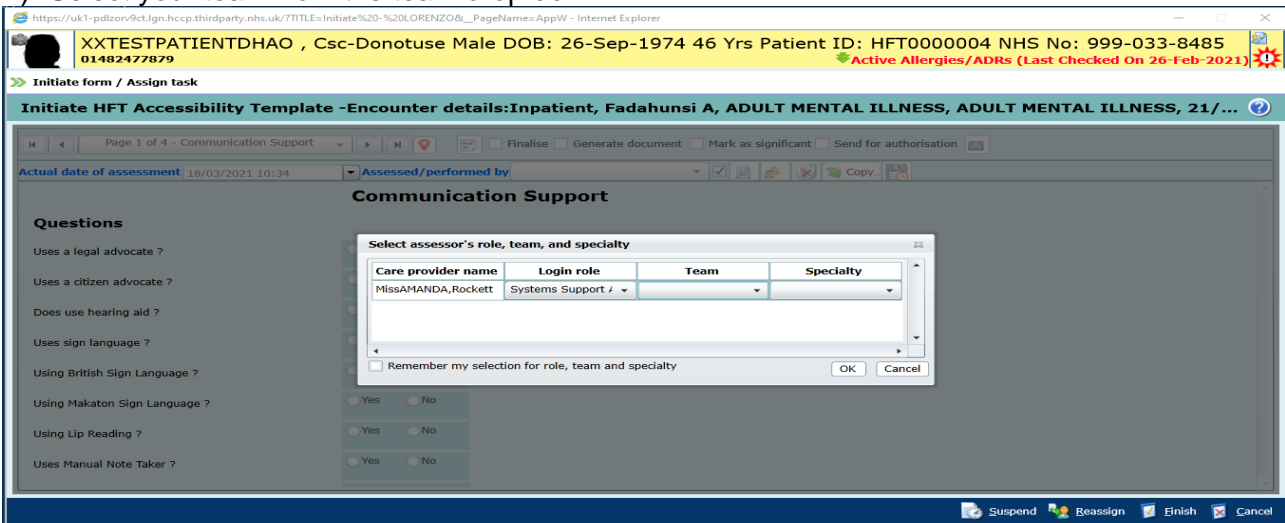 https://uk1-pdlzorv9ct.lgn.hccp.thirdparty.nhs.uk/?TITLE=Initiate%20-%20LORENZO&__PageName=AppW - Internet Explorer
XXTESTPATIENTDHAO , Csc-Donotuse Male DOB: 26-Sep-1974 46 Yrs Patient ID: HFT0000004 NHS No: 999-033-8485
01482477879
Active Allergies/ADRs (Last Checked On 26-Feb-2021)
Initiate form / Assign task
Initiate HFT Accessibility Template -Encounter details:Inpatient, Fadahunsi A, ADULT MENTAL ILLNESS, ADULT MENTAL ILLNESS, 21/...
Page 1 of 4 - Communication Support Finalise Generate document Mark as significant Send for authorisation
Actual date of assessment 18/03/2021 10:34 Assessed/performed by Copy..
Communication Support
Questions
Uses a legal advocate ?
Uses a citizen advocate ?
Does use hearing aid ?
Uses sign language ?
Using British Sign Language ?
Using Makaton Sign Language ? Yes No
Using Lip Reading ? Yes No
Uses Manual Note Taker ? Yes No
Select assessor's role, team, and specialty
Care provider name Login role Team Specialty
MissAMANDA,Rockett Systems Support
Remember my selection for role, team and specialty OK Cancel
Suspend Reassign Finish Cancel